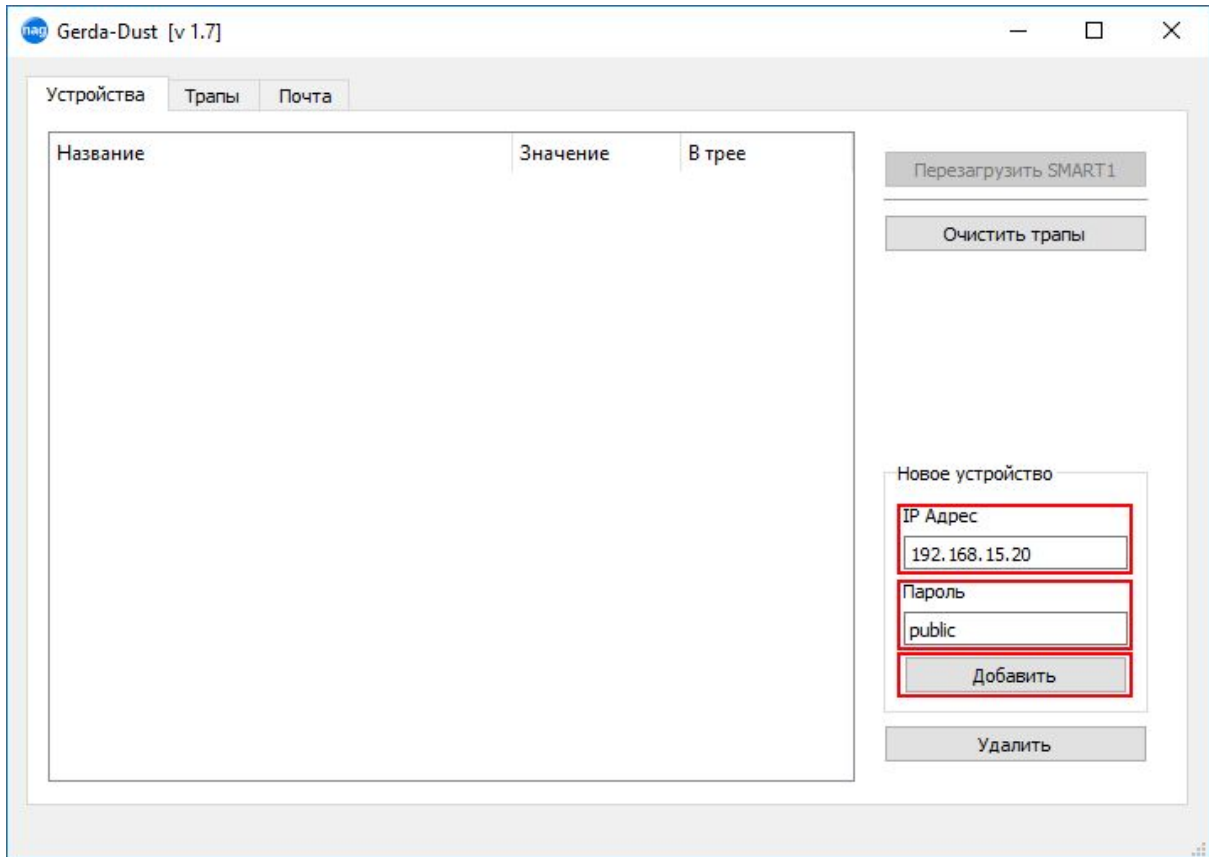 nag Gerda-Dust [v 1.7]
Устройства Трапы Почта
Название Значение В трее
Перезагрузить SMART1
Очистить трапы
Новое устройство
IP Адрес
192.168.15.20
Пароль
public
Добавить
Удалить